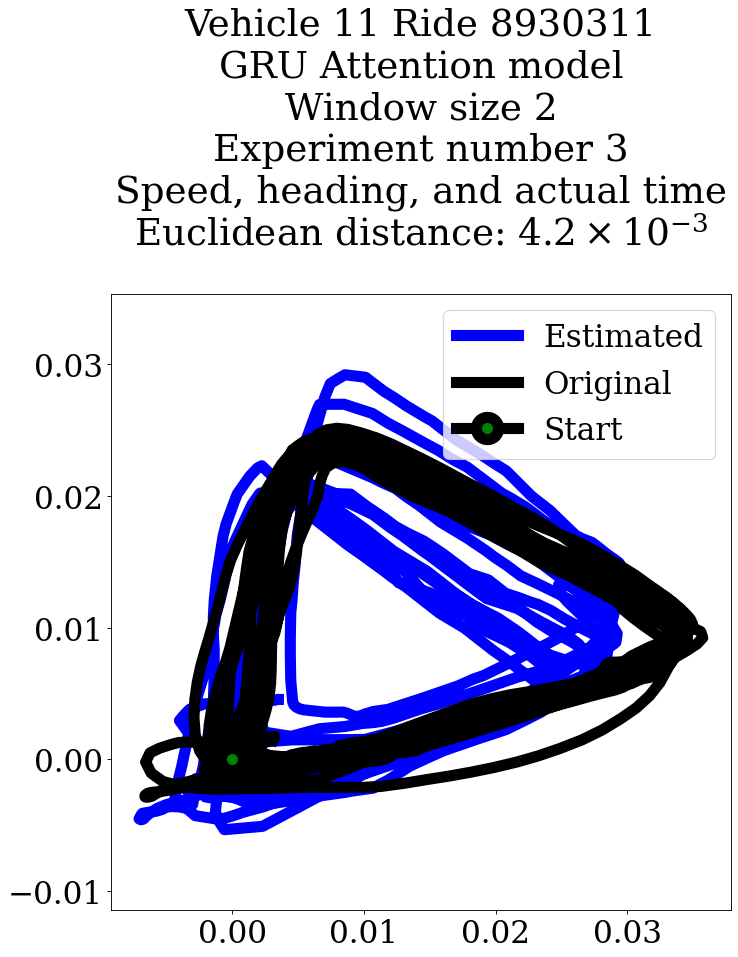 Vehicle 11 Ride 8930311
GRU Attention model
Window size 2
Experiment number 3
Speed, heading, and actual time
Euclidean distance: 4.2 × 10⁻³
Estimated
Original
Start
0.03
0.02
0.01
0.00
−0.01
0.00 0.01 0.02 0.03